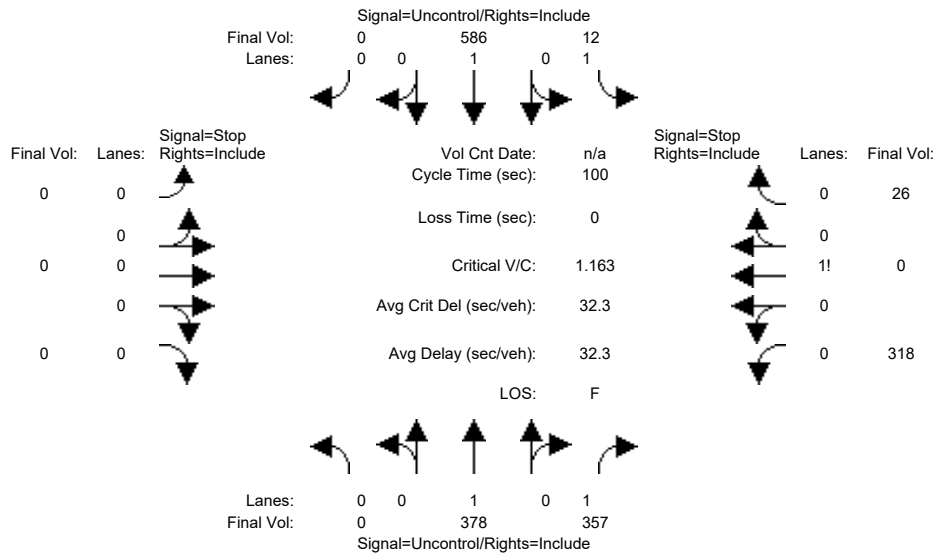 Signal=Uncontrol/Rights=Include
Final Vol: 0 586 12
Lanes: 0 0 1 0 1
Signal=Stop Signal=Stop
Final Vol: Lanes: Rights=Include Vol Cnt Date: n/a Rights=Include Lanes: Final Vol:
Cycle Time (sec): 100
0 0 0 26
Loss Time (sec): 0
0 0
0 0 Critical V/C: 1.163 1! 0
0 Avg Crit Del (sec/veh): 32.3 0
0 0 Avg Delay (sec/veh): 32.3 0 318
LOS: F
Lanes: 0 0 1 0 1
Final Vol: 0 378 357
Signal=Uncontrol/Rights=Include